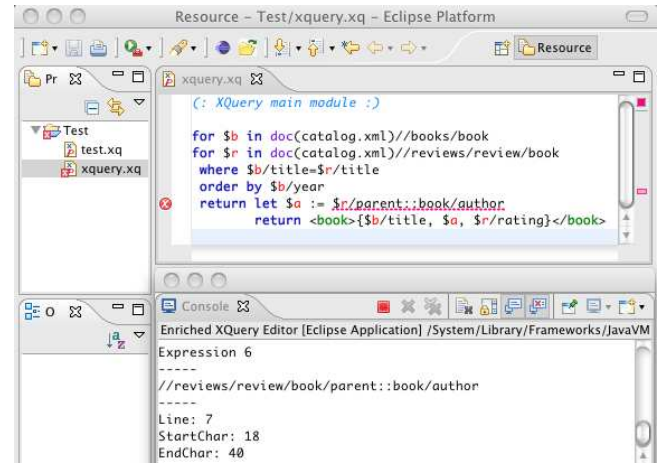 Resource – Test/xquery.xq – Eclipse Platform
Resource
Pr
xquery.xq
Test
test.xq
xquery.xq
(: XQuery main module :)
for $b in doc(catalog.xml)//books/book
for $r in doc(catalog.xml)//reviews/review/book
where $b/title=$r/title
order by $b/year
return let $a := $r/parent::book/author
return <book>{$b/title, $a, $r/rating}</book>
O
Console
Enriched XQuery Editor [Eclipse Application] /System/Library/Frameworks/JavaVM
Expression 6
-----
//reviews/review/book/parent::book/author
-----
Line: 7
StartChar: 18
EndChar: 40